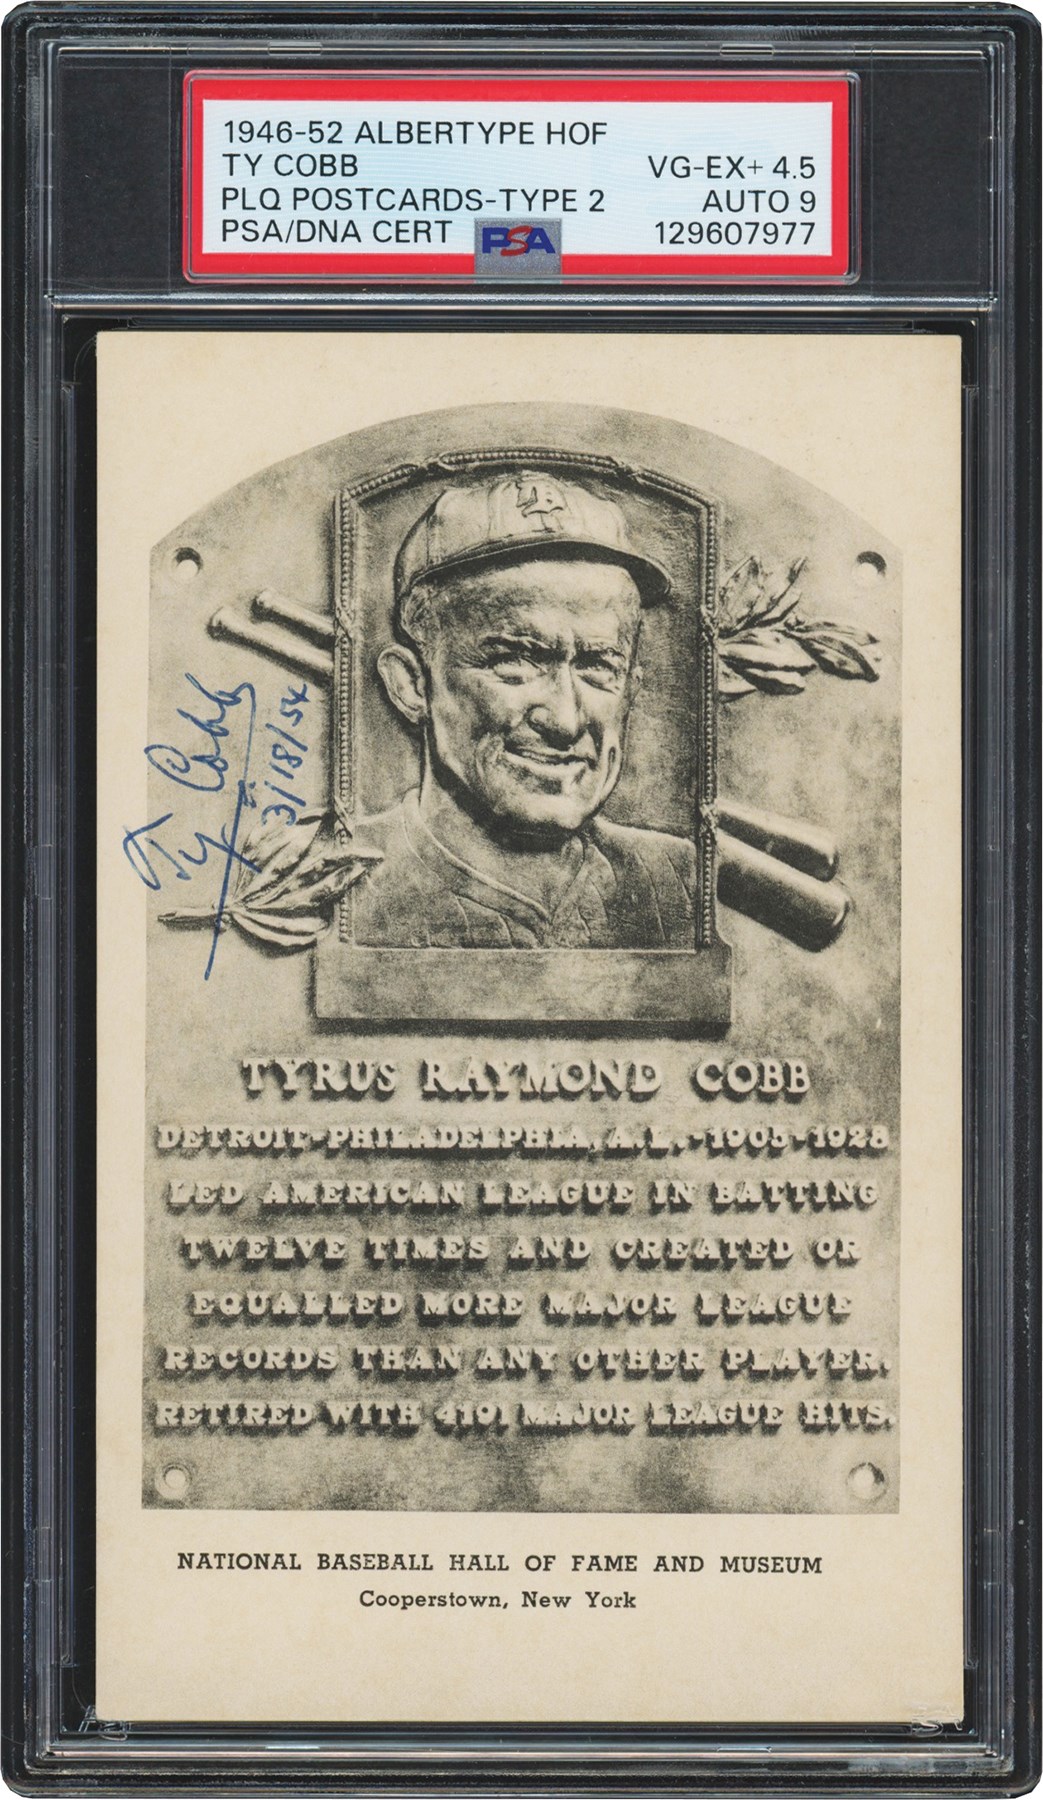 1946-52 ALBERTYPE HOF
TY COBB VG-EX+ 4.5
PLQ POSTCARDS-TYPE 2 AUTO 9
PSA/DNA CERT PSA 129607977
Ty Cobb
3/18/54
TYRUS RAYMOND COBB
DETROIT-PHILADELPHIA, A.L.-1905-1928
LED AMERICAN LEAGUE IN BATTING
TWELVE TIMES AND CREATED OR
EQUALLED MORE MAJOR LEAGUE
RECORDS THAN ANY OTHER PLAYER.
RETIRED WITH 4191 MAJOR LEAGUE HITS.
NATIONAL BASEBALL HALL OF FAME AND MUSEUM
Cooperstown, New York